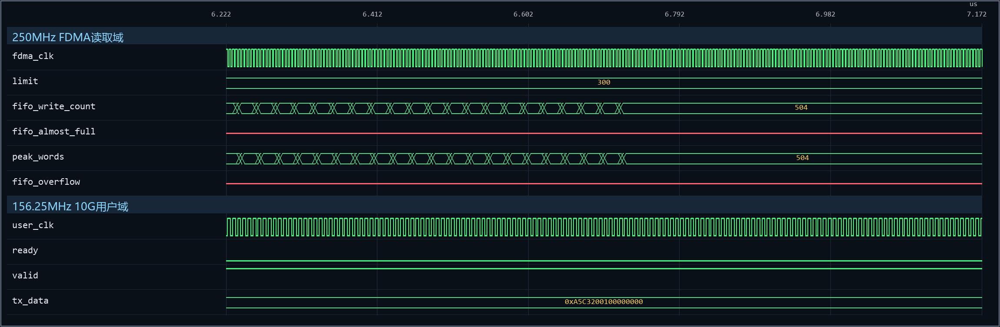 us
6.222 6.412 6.602 6.792 6.982 7.172
250MHz FDMA读取域
fdma_clk
limit 300
fifo_write_count 504
fifo_almost_full
peak_words 504
fifo_overflow
156.25MHz 10G用户域
user_clk
ready
valid
tx_data 0xA5C3200100000000